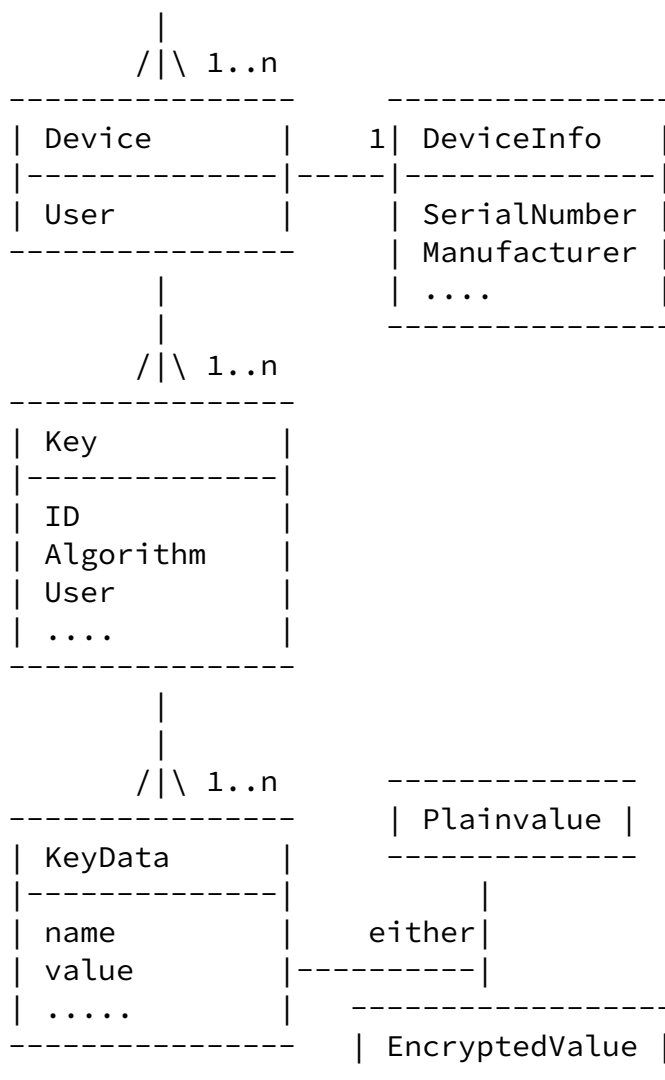 |
           /|\ 1..n
    ----------------     ----------------
    | Device       |    1| DeviceInfo   |
    |--------------|-----|--------------|
    | User         |     | SerialNumber |
    ----------------     | Manufacturer |
            |            | ....         |
            |            ----------------
           /|\ 1..n
    ----------------
    | Key          |
    |--------------|
    | ID           |
    | Algorithm    |
    | User         |
    | ....         |
    ----------------
            |
            |
           /|\ 1..n      --------------
    ----------------     | Plainvalue |
    | KeyData      |     --------------
    |--------------|          |
    | name         |    either|
    | value        |----------|
    | .....        |   ------------------
    ----------------   | EncryptedValue |